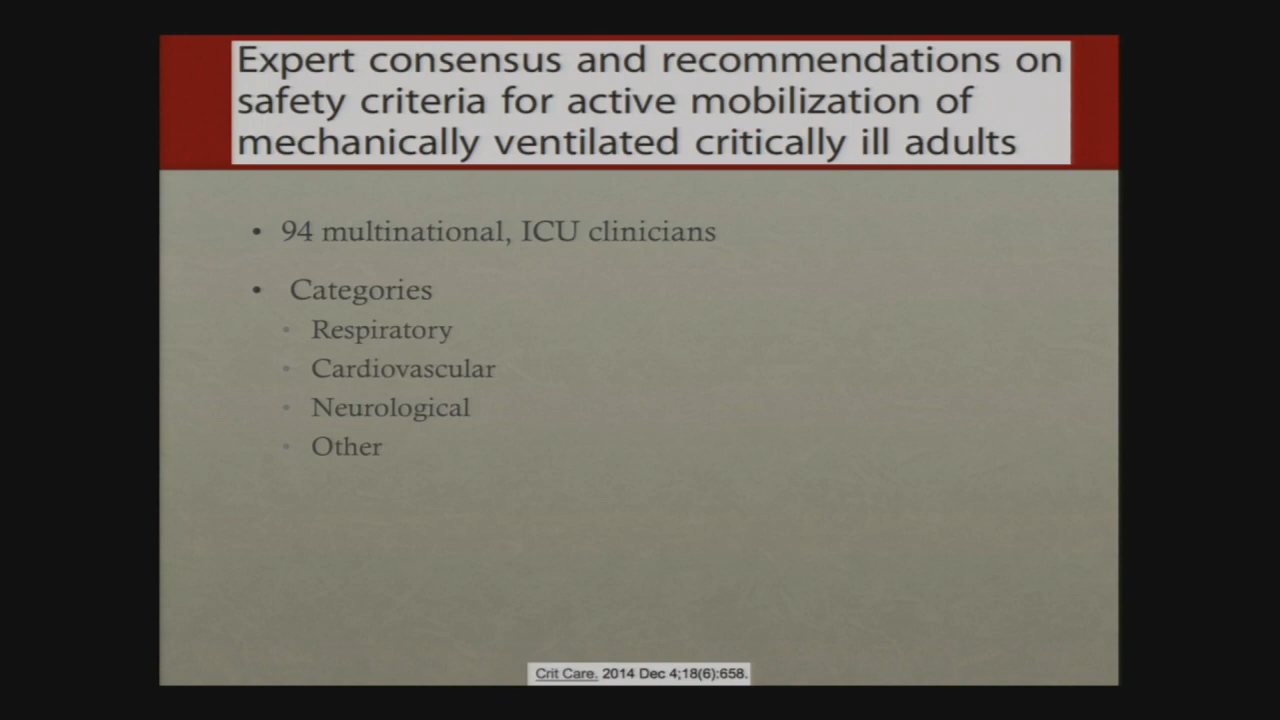 Expert consensus and recommendations on
safety criteria for active mobilization of
mechanically ventilated critically ill adults
• 94 multinational, ICU clinicians
• Categories
• Respiratory
• Cardiovascular
• Neurological
• Other
Crit Care. 2014 Dec 4;18(6):658.